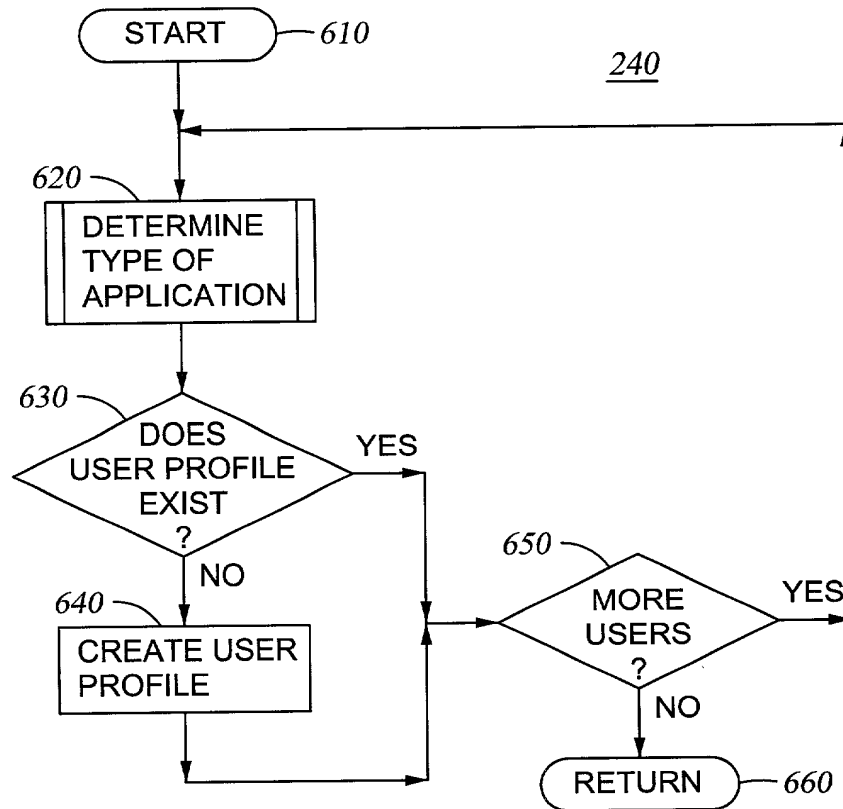 START
610
240
620
DETERMINE
TYPE OF
APPLICATION
630
DOES
USER PROFILE
EXIST
?
YES
NO
640
CREATE USER
PROFILE
650
MORE
USERS
?
YES
NO
RETURN
660